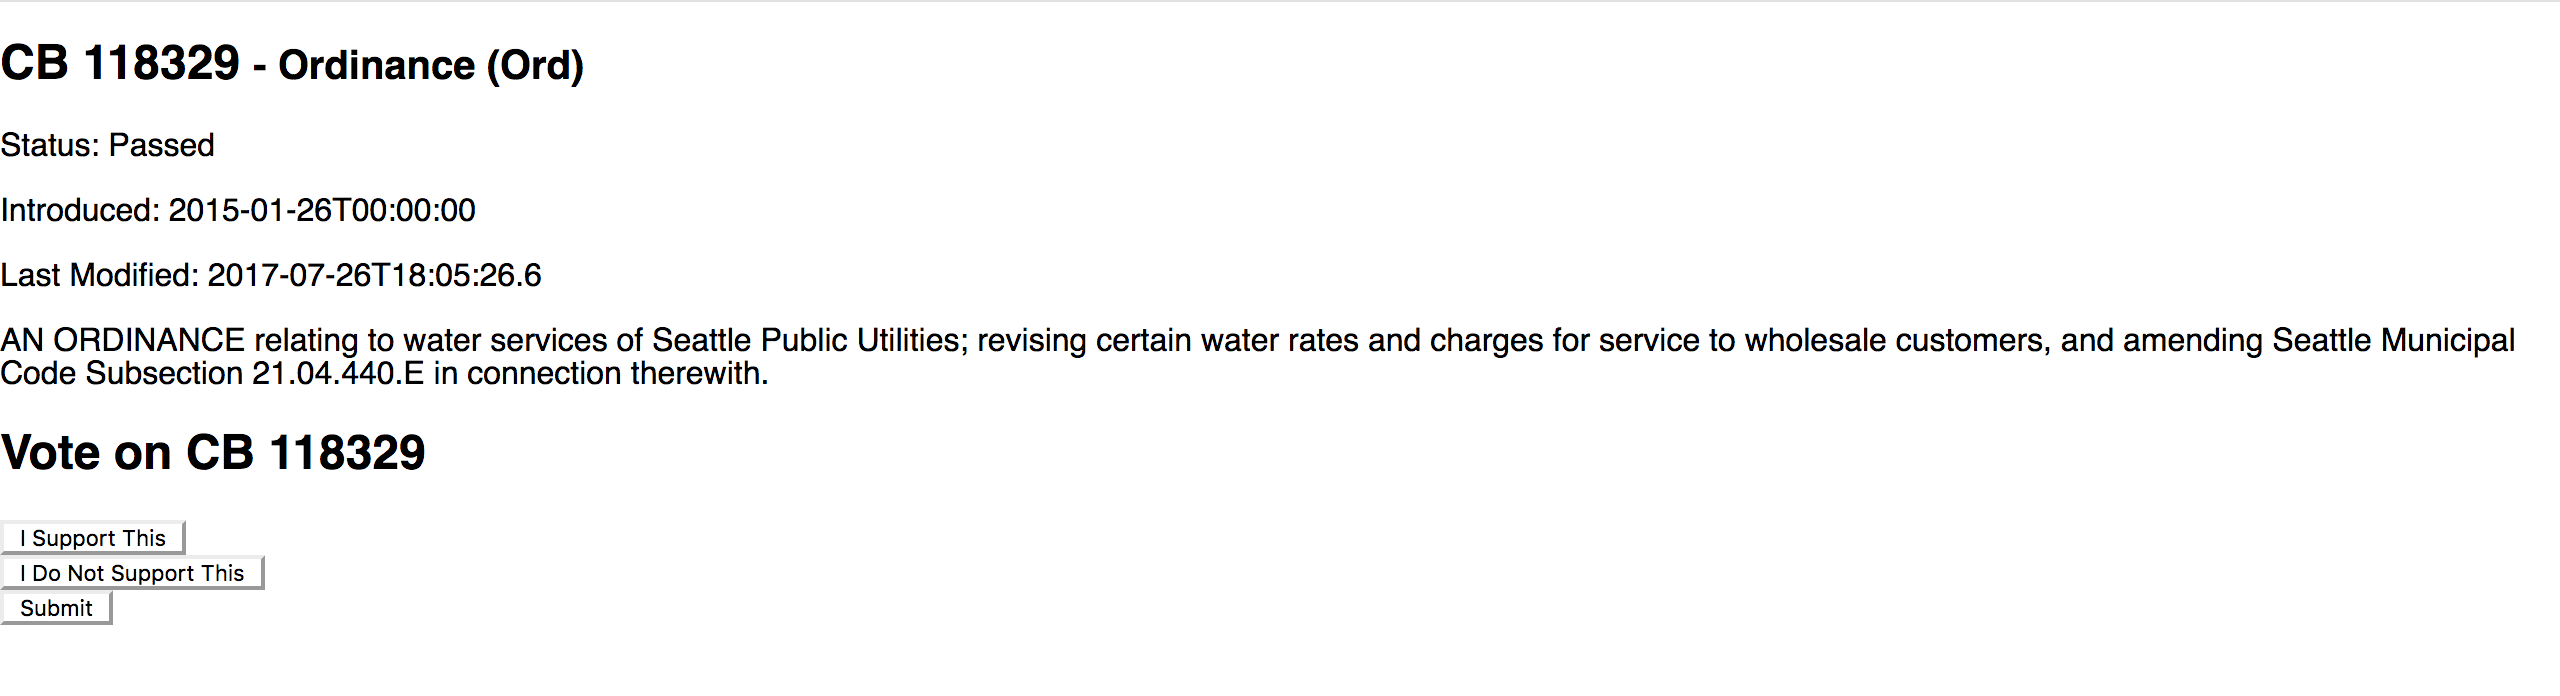 CB 118329 - Ordinance (Ord)
Status: Passed
Introduced: 2015-01-26T00:00:00
Last Modified: 2017-07-26T18:05:26.6
AN ORDINANCE relating to water services of Seattle Public Utilities; revising certain water rates and charges for service to wholesale customers, and amending Seattle Municipal
Code Subsection 21.04.440.E in connection therewith.
Vote on CB 118329
I Support This
I Do Not Support This
Submit